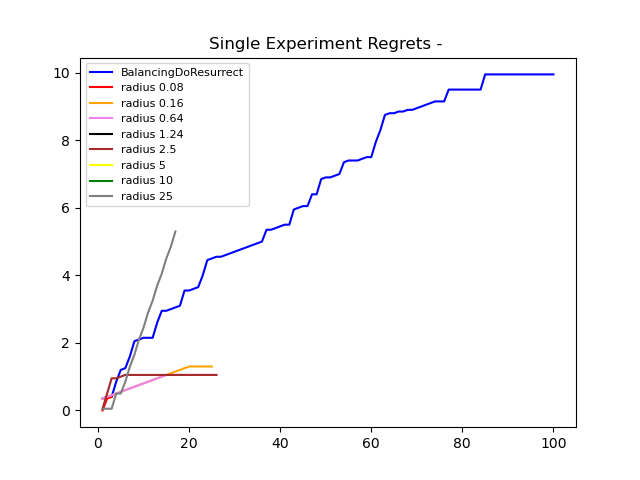 Single Experiment Regrets -
BalancingDoResurrect
radius 0.08
radius 0.16
radius 0.64
radius 1.24
radius 2.5
radius 5
radius 10
radius 25
10
8
6
4
2
0
0 20 40 60 80 100